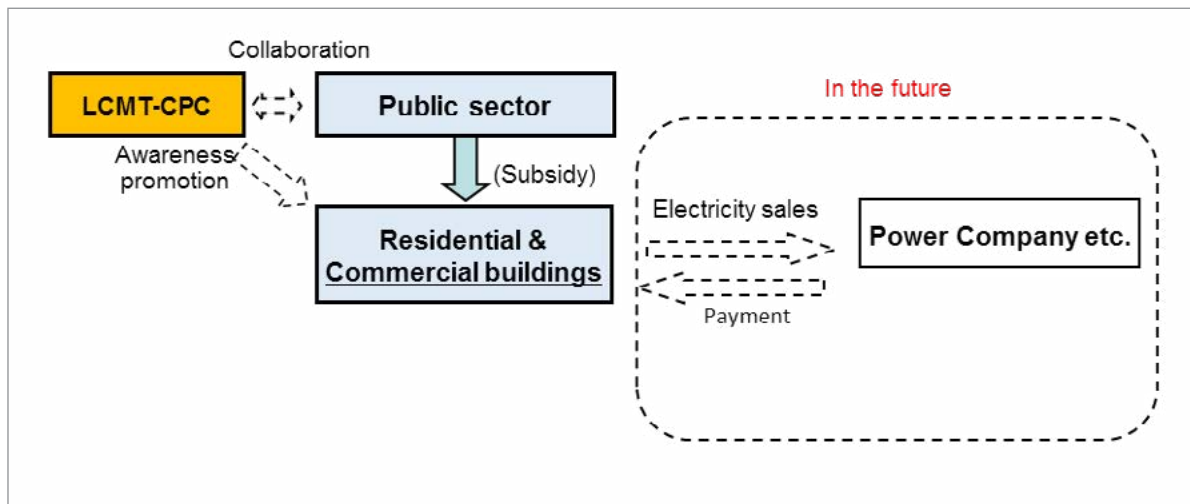 Collaboration
LCMT-CPC
Public sector
In the future
Awareness
promotion
(Subsidy)
Residential &
Commercial buildings
Electricity sales
Power Company etc.
Payment